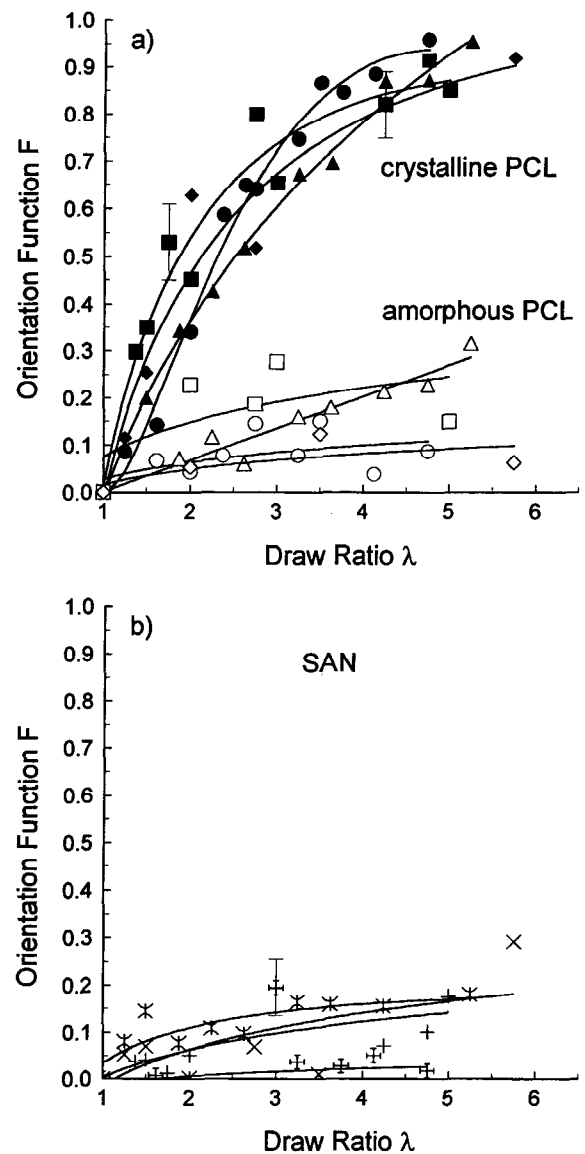 a)
1.0
0.9
0.8
0.7
0.6
0.5
0.4
0.3
0.2
0.1
0.0
Orientation Function F
crystalline PCL
amorphous PCL
1 2 3 4 5 6
Draw Ratio λ
b)
SAN
1.0
0.9
0.8
0.7
0.6
0.5
0.4
0.3
0.2
0.1
0.0
Orientation Function F
1 2 3 4 5 6
Draw Ratio λ